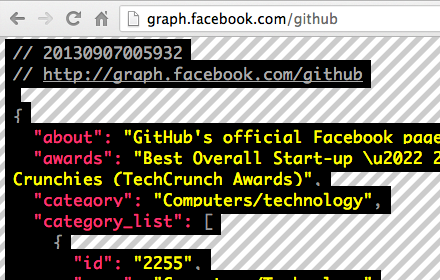 graph.facebook.com/github
// 20130907005932
// http://graph.facebook.com/github
{
"about": "GitHub's official Facebook page
"awards": "Best Overall Start-up \u2022 2
Crunchies (TechCrunch Awards)",
"category": "Computers/technology",
"category_list": [
{
"id": "2255",